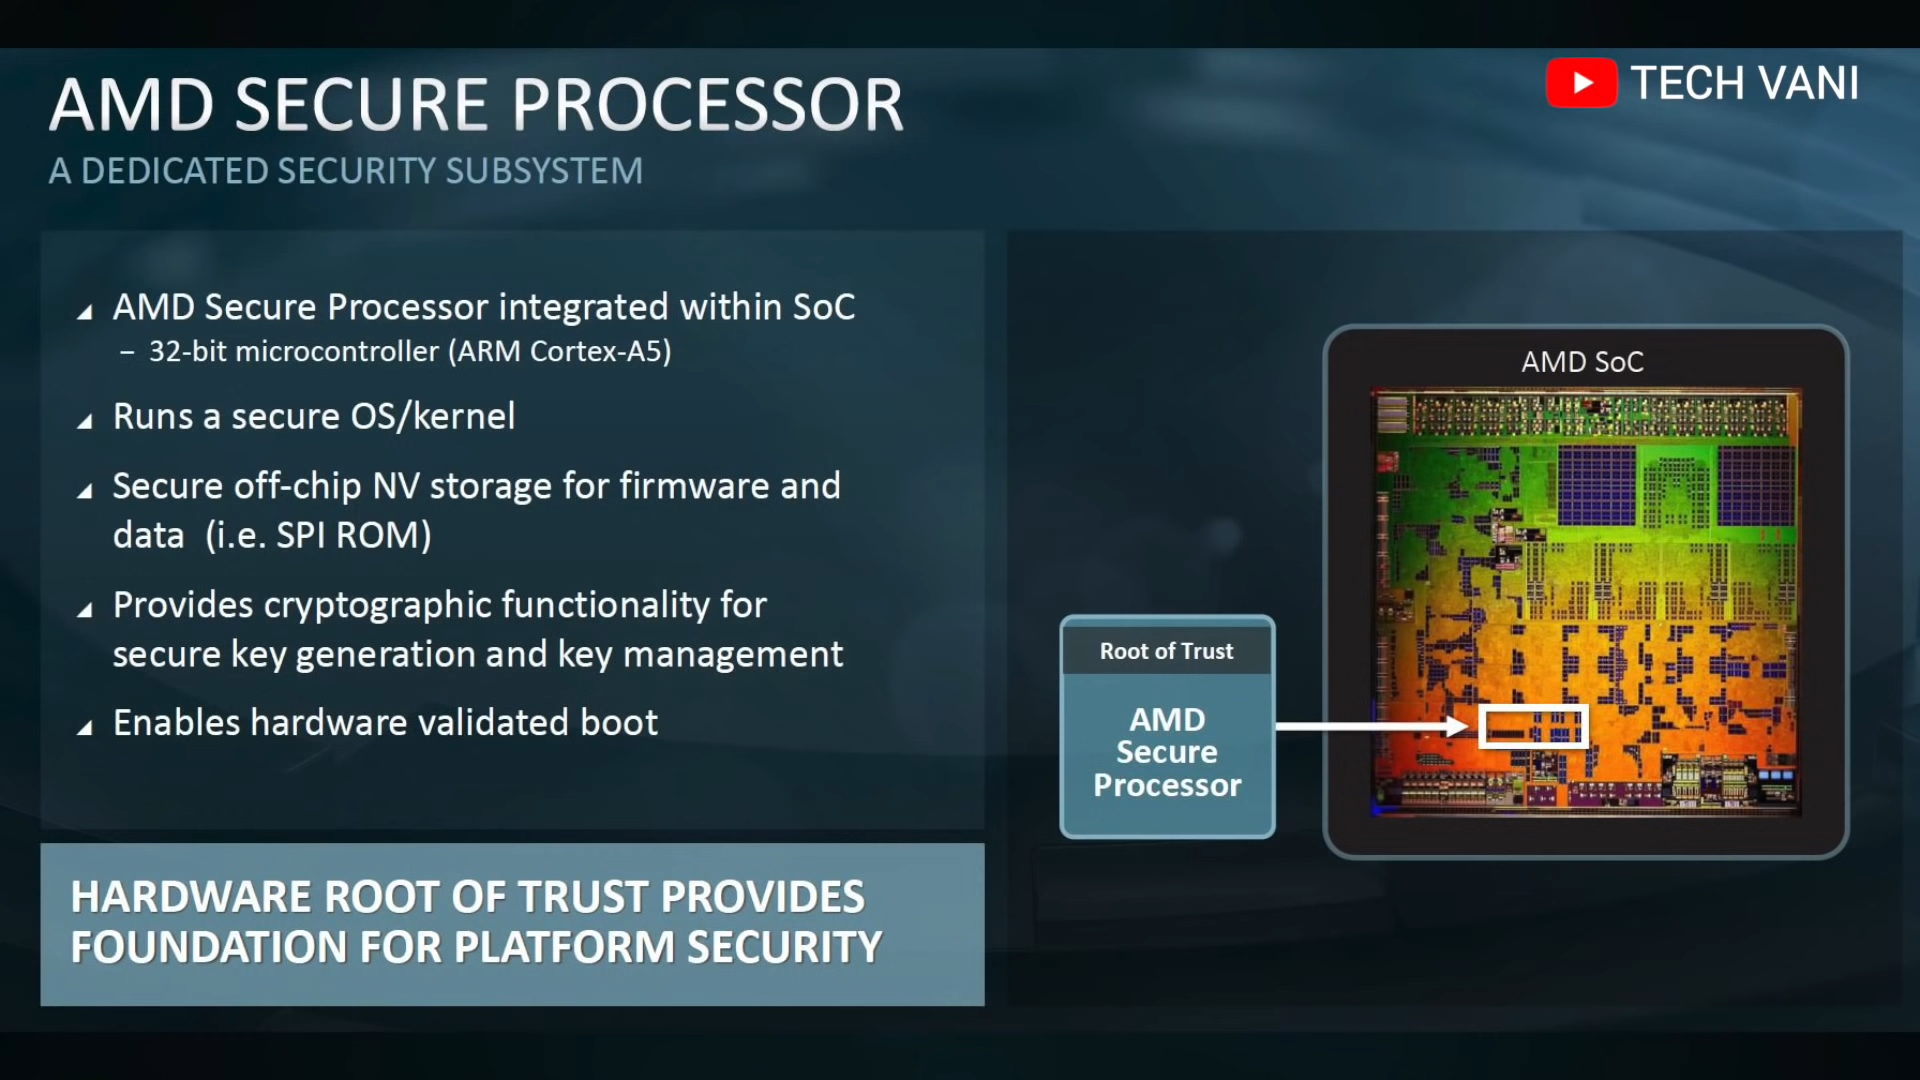 AMD SECURE PROCESSOR
A DEDICATED SECURITY SUBSYSTEM
TECH VANI
AMD Secure Processor integrated within SoC
– 32-bit microcontroller (ARM Cortex-A5)
Runs a secure OS/kernel
Secure off-chip NV storage for firmware and
data (i.e. SPI ROM)
Provides cryptographic functionality for
secure key generation and key management
Enables hardware validated boot
HARDWARE ROOT OF TRUST PROVIDES
FOUNDATION FOR PLATFORM SECURITY
AMD SoC
Root of Trust
AMD
Secure
Processor